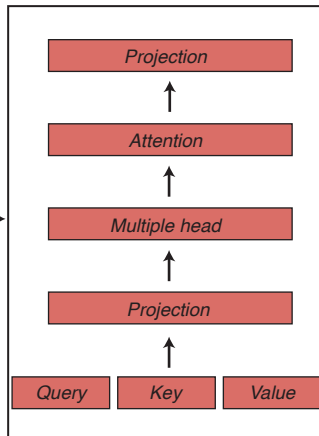 Projection
Attention
Multiple head
Projection
Query Key Value